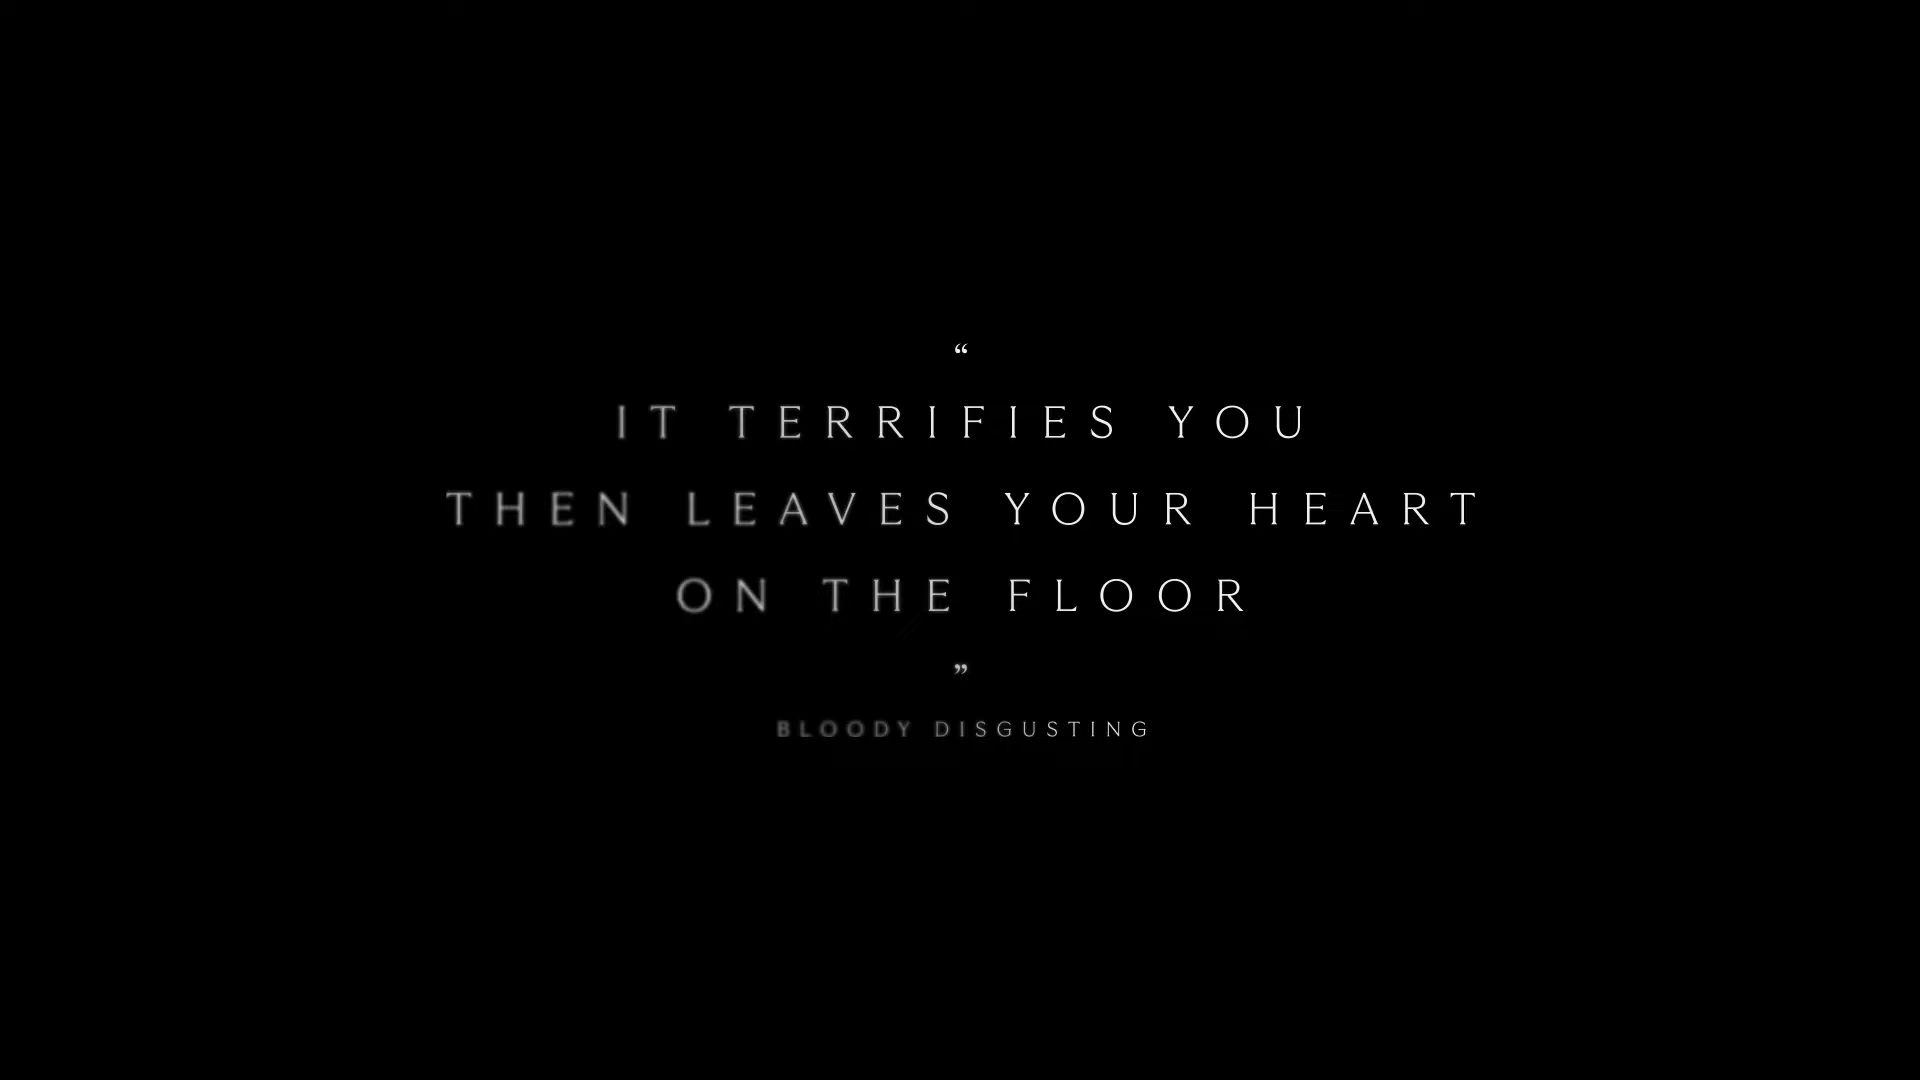 “
IT TERRIFIES YOU
THEN LEAVES YOUR HEART
ON THE FLOOR
”
BLOODY DISGUSTING